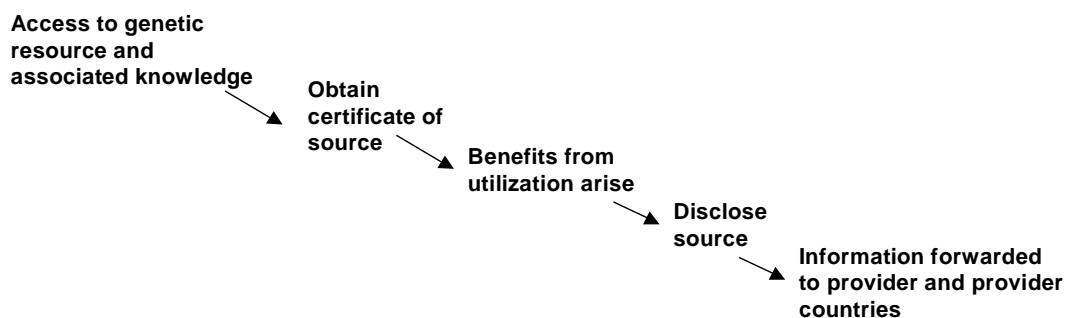 Access to genetic
resource and
associated knowledge
Obtain
certificate of
source
Benefits from
utilization arise
Disclose
source
Information forwarded
to provider and provider
countries